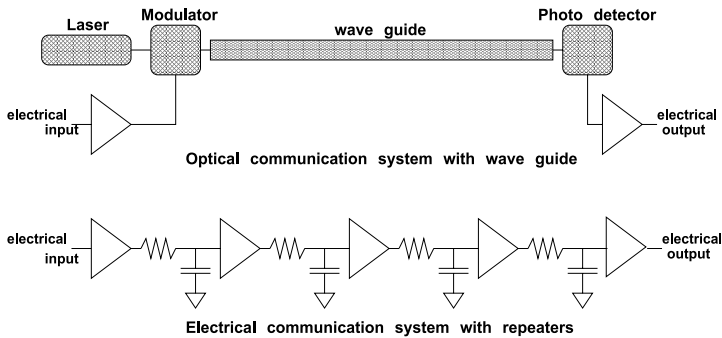 Laser
Modulator
wave guide
Photo detector
electrical
input
electrical
output
Optical communication system with wave guide
electrical
input
electrical
output
Electrical communication system with repeaters